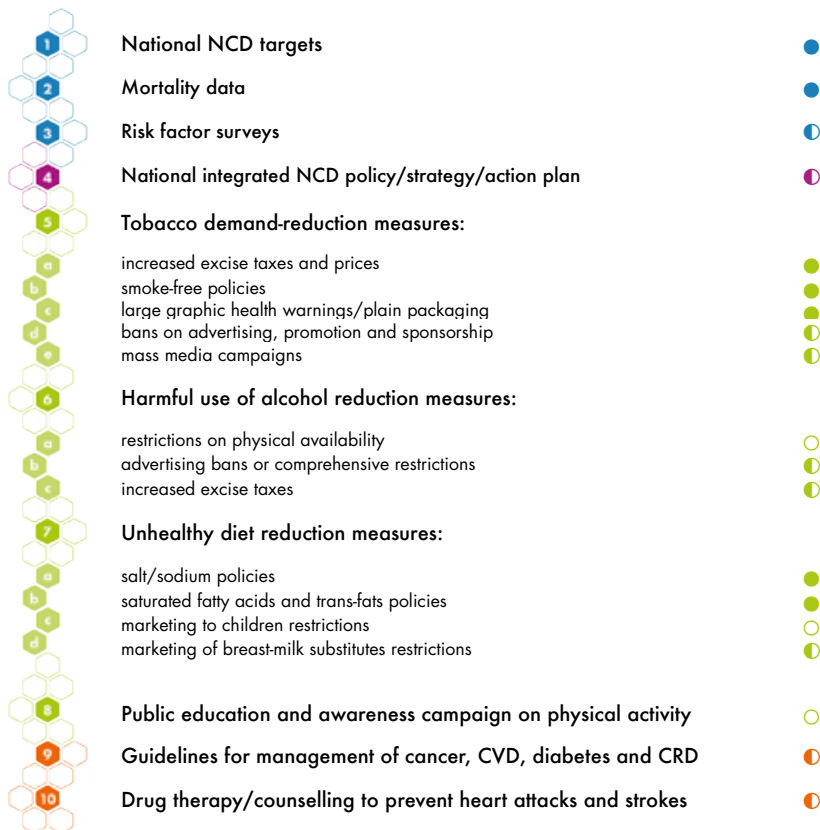 1 National NCD targets
2 Mortality data
3 Risk factor surveys
4 National integrated NCD policy/strategy/action plan
5 Tobacco demand-reduction measures:
a increased excise taxes and prices
b smoke-free policies
c large graphic health warnings/plain packaging
d bans on advertising, promotion and sponsorship
e mass media campaigns
6 Harmful use of alcohol reduction measures:
a restrictions on physical availability
b advertising bans or comprehensive restrictions
c increased excise taxes
7 Unhealthy diet reduction measures:
a salt/sodium policies
b saturated fatty acids and trans-fats policies
c marketing to children restrictions
d marketing of breast-milk substitutes restrictions
8 Public education and awareness campaign on physical activity
9 Guidelines for management of cancer, CVD, diabetes and CRD
10 Drug therapy/counselling to prevent heart attacks and strokes